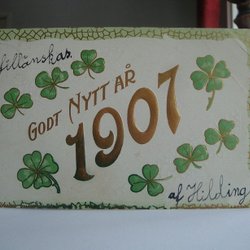 tillönskas.
GODT NYTT ÅR
1907
af Hilding